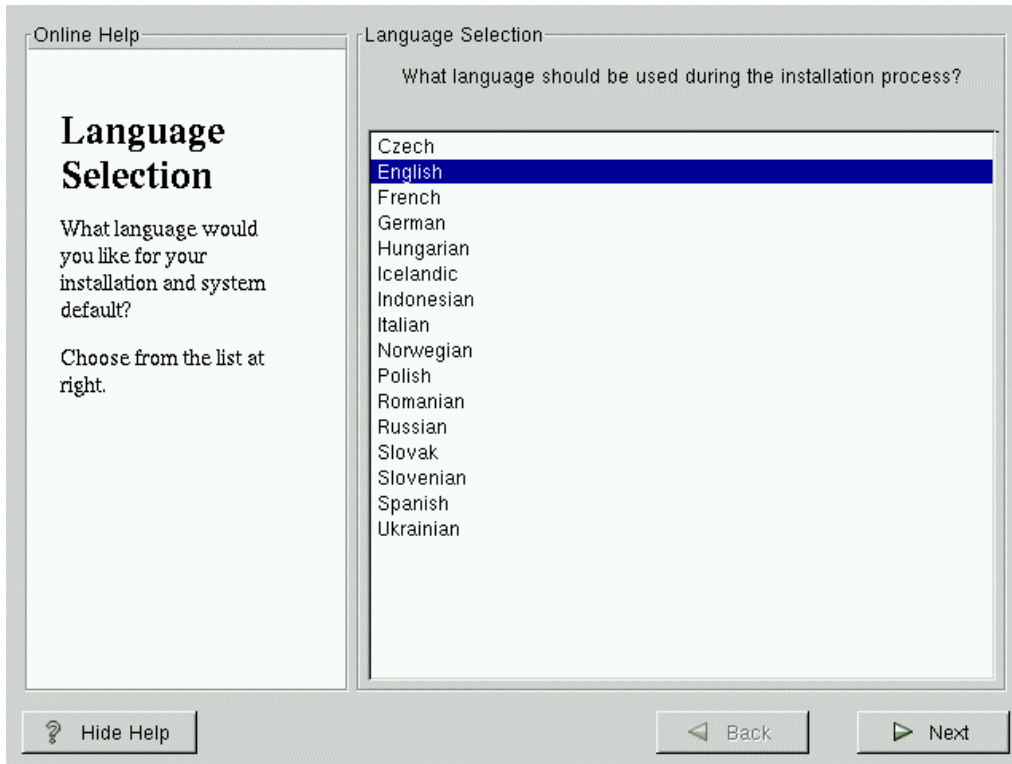 Online Help
Language
Selection
What language would
you like for your
installation and system
default?
Choose from the list at
right.
Language Selection
What language should be used during the installation process?
Czech
English
French
German
Hungarian
Icelandic
Indonesian
Italian
Norwegian
Polish
Romanian
Russian
Slovak
Slovenian
Spanish
Ukrainian
Hide Help
Back
Next